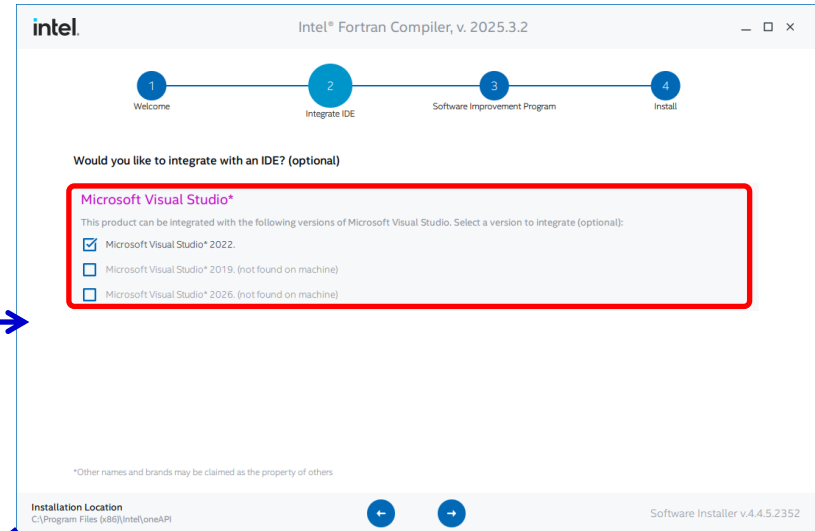 intel.
Intel® Fortran Compiler, v. 2025.3.2
1 2 3 4
Welcome
Integrate IDE
Software Improvement Program
Install
Would you like to integrate with an IDE? (optional)
Microsoft Visual Studio*
This product can be integrated with the following versions of Microsoft Visual Studio. Select a version to integrate (optional):
Microsoft Visual Studio* 2022.
Microsoft Visual Studio* 2019. (not found on machine)
Microsoft Visual Studio* 2026. (not found on machine)
*Other names and brands may be claimed as the property of others
Installation Location
C:\Program Files (x86)\Intel\oneAPI
Software Installer v.4.4.5.2352